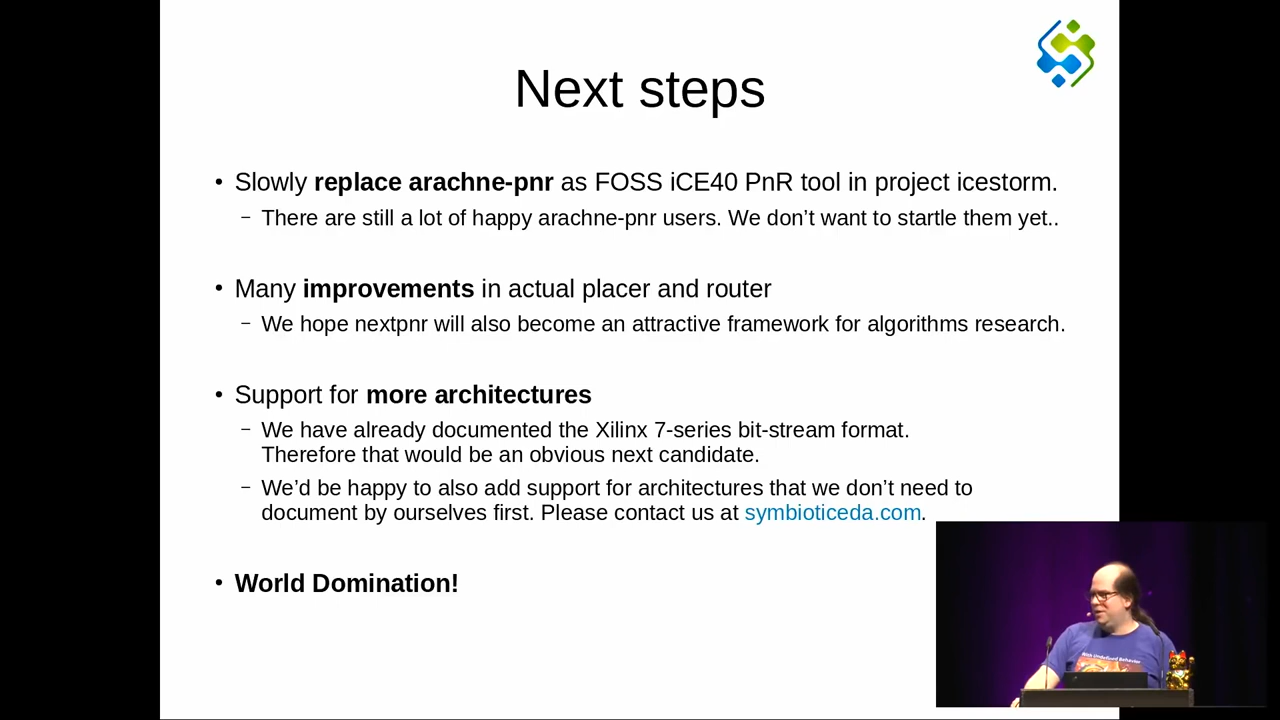 Next steps
• Slowly replace arachne-pnr as FOSS iCE40 PnR tool in project icestorm.
– There are still a lot of happy arachne-pnr users. We don’t want to startle them yet..
• Many improvements in actual placer and router
– We hope nextpnr will also become an attractive framework for algorithms research.
• Support for more architectures
– We have already documented the Xilinx 7-series bit-stream format.
Therefore that would be an obvious next candidate.
– We’d be happy to also add support for architectures that we don’t need to
document by ourselves first. Please contact us at symbioticeda.com.
• World Domination!
With Undefined Behavior